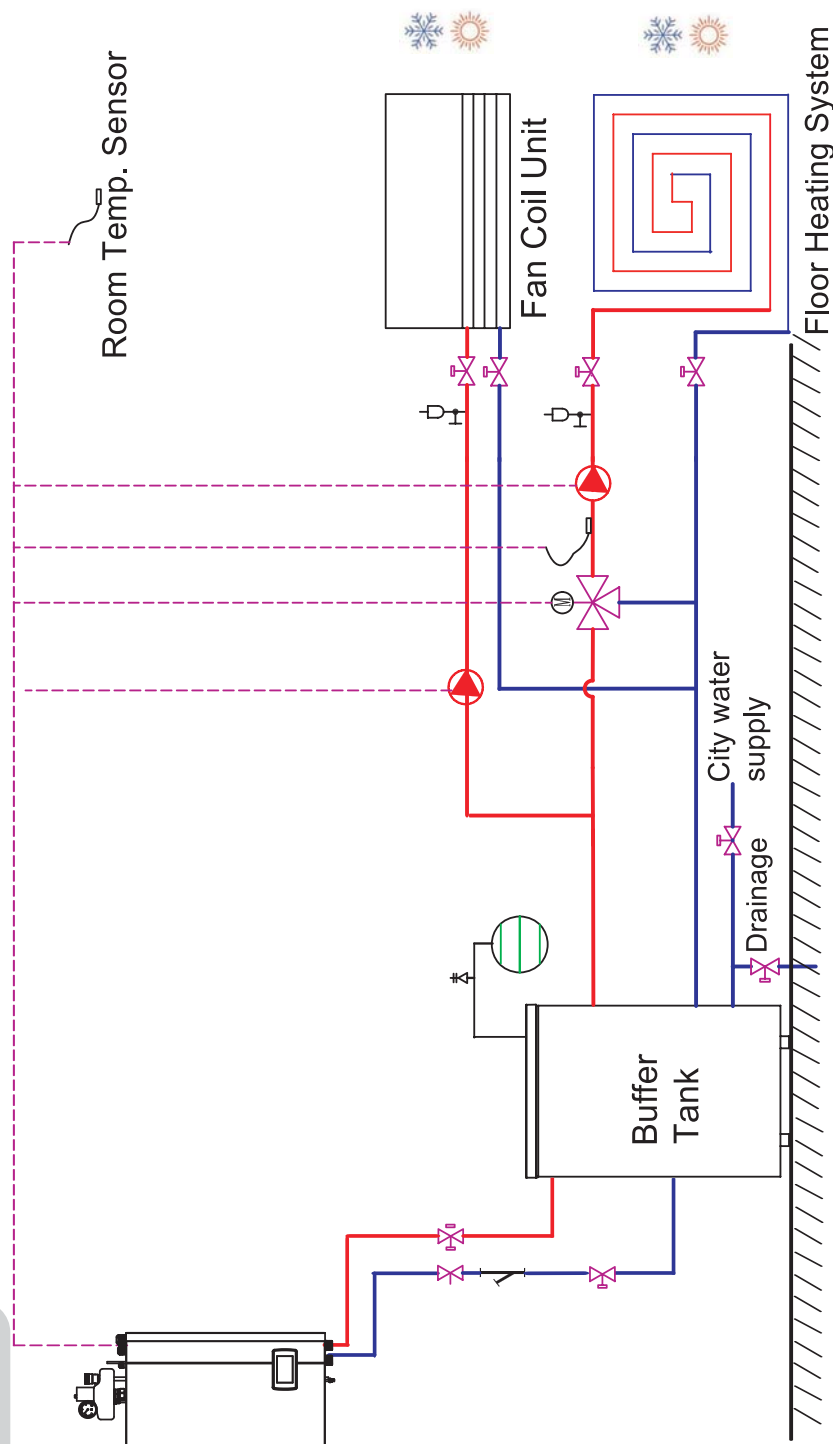 Room Temp. Sensor
Fan Coil Unit
Floor Heating System
M
City water
supply
Drainage
Buffer
Tank